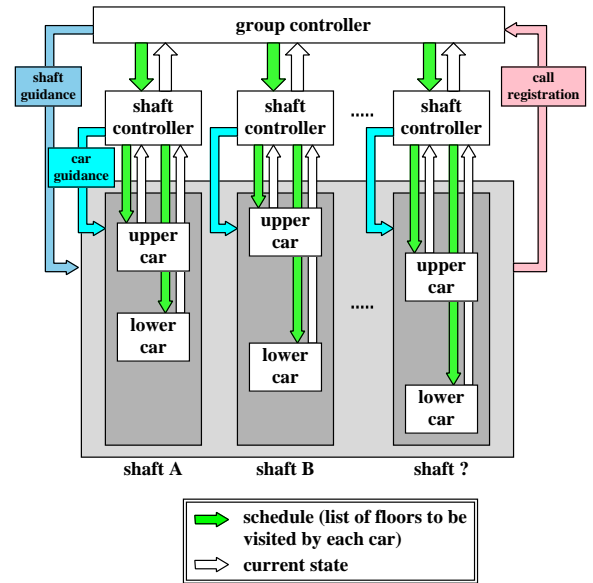 group controller
shaft
guidance
call
registration
shaft
controller
shaft
controller
.....
shaft
controller
car
guidance
upper
car
upper
car
upper
car
lower
car
.....
lower
car
lower
car
shaft A
shaft B
shaft ?
schedule (list of floors to be
visited by each car)
current state